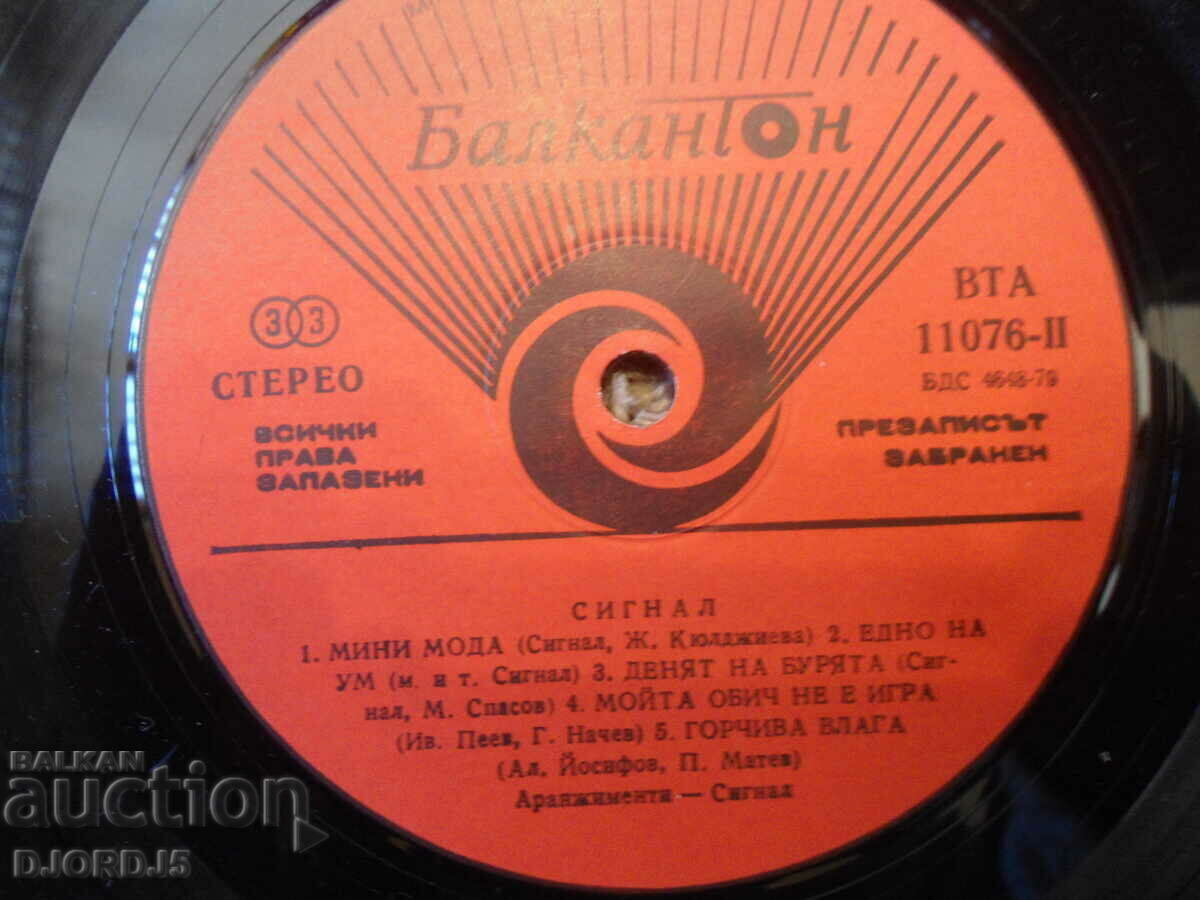 БалканТОН
33
СТЕРЕО
ВСИЧКИ
ПРАВА
ЗАПАЗЕНИ
ВТА
11076-II
БДС 4648-79
ПРЕЗАПИСЪТ
ЗАБРАНЕН
СИГНАЛ
1. МИНИ МОДА (Сигнал, Ж. Кюлджиева) 2. ЕДНО НА
УМ (м. и т. Сигнал) 3. ДЕНЯТ НА БУРЯТА (Сиг-
нал, М. Спасов) 4. МОЙТА ОБИЧ НЕ Е ИГРА
(Ив. Пеев, Г. Начев) 5. ГОРЧИВА ВЛАГА
(Ал. Йосифов, П. Матев)
Аранжименти — Сигнал
BALKAN
auction
DJORDJ5